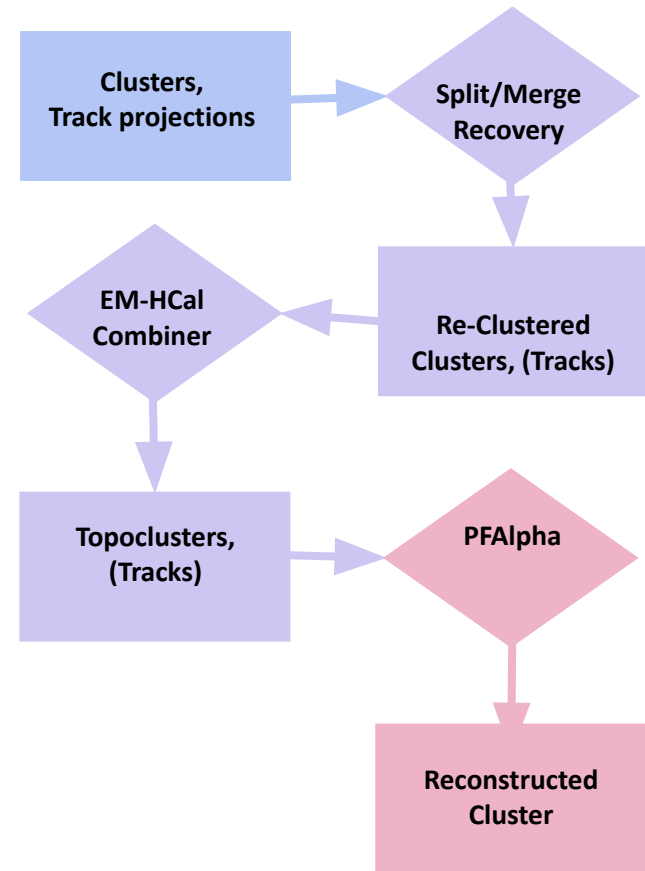 Clusters,
Track projections
Split/Merge
Recovery
Re-Clustered
Clusters, (Tracks)
EM-HCal
Combiner
Topoclusters,
(Tracks)
PFAlpha
Reconstructed
Cluster